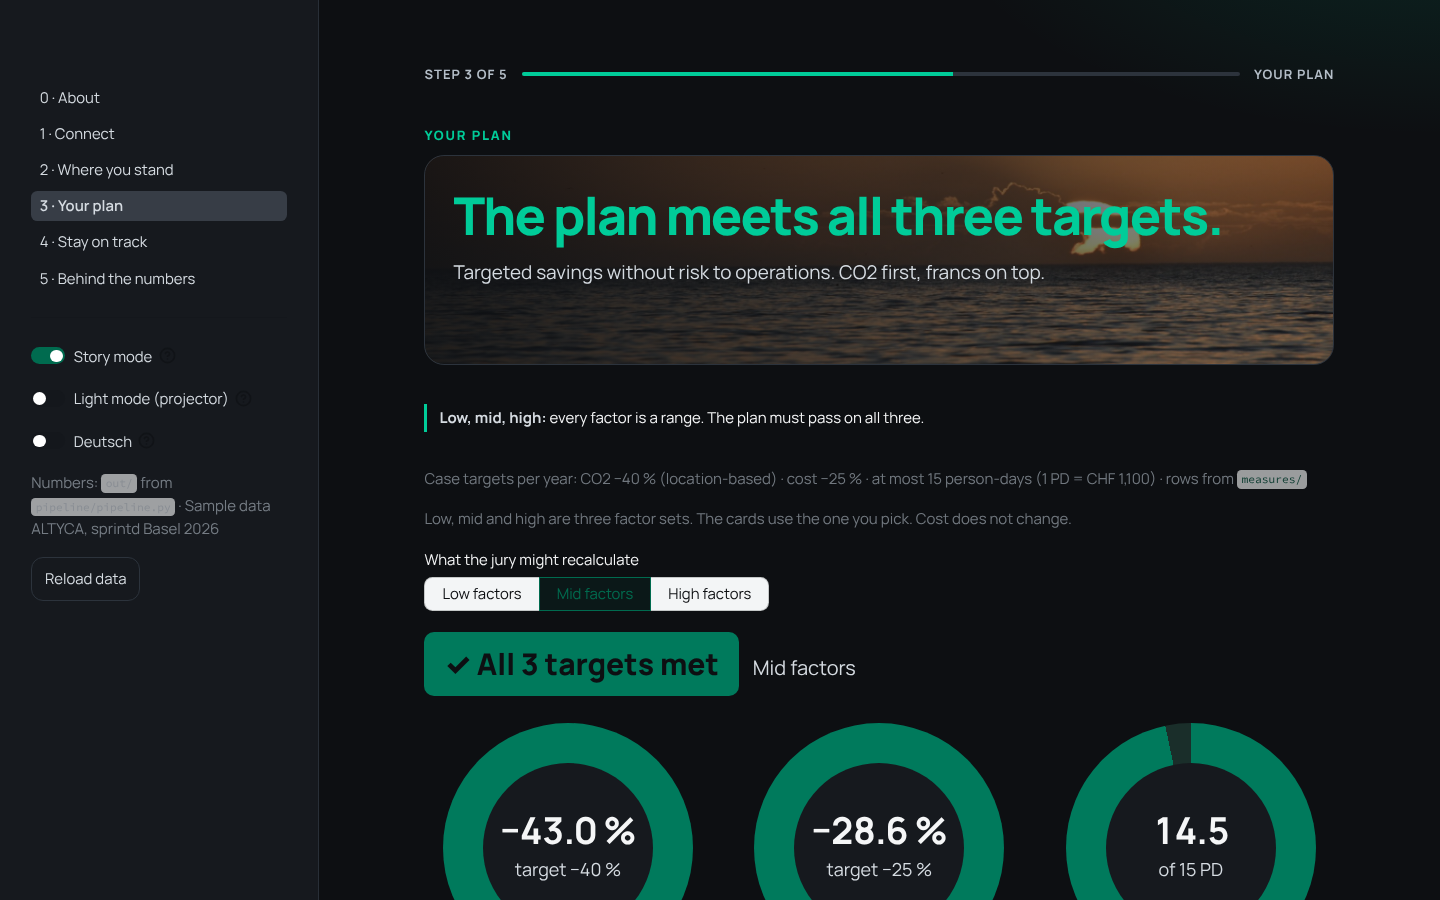 0 · About
1 · Connect
2 · Where you stand
3 · Your plan
4 · Stay on track
5 · Behind the numbers
Story mode
Light mode (projector)
Deutsch
Numbers: out/ from
pipeline/pipeline.py · Sample data
ALTYCA, sprintd Basel 2026
Reload data
STEP 3 OF 5
YOUR PLAN
YOUR PLAN
The plan meets all three targets.
Targeted savings without risk to operations. CO2 first, francs on top.
Low, mid, high: every factor is a range. The plan must pass on all three.
Case targets per year: CO2 −40 % (location-based) · cost −25 % · at most 15 person-days (1 PD = CHF 1,100) · rows from measures/
Low, mid and high are three factor sets. The cards use the one you pick. Cost does not change.
What the jury might recalculate
Low factors Mid factors High factors
✓ All 3 targets met Mid factors
−43.0 % −28.6 % 14.5
target −40 % target −25 % of 15 PD